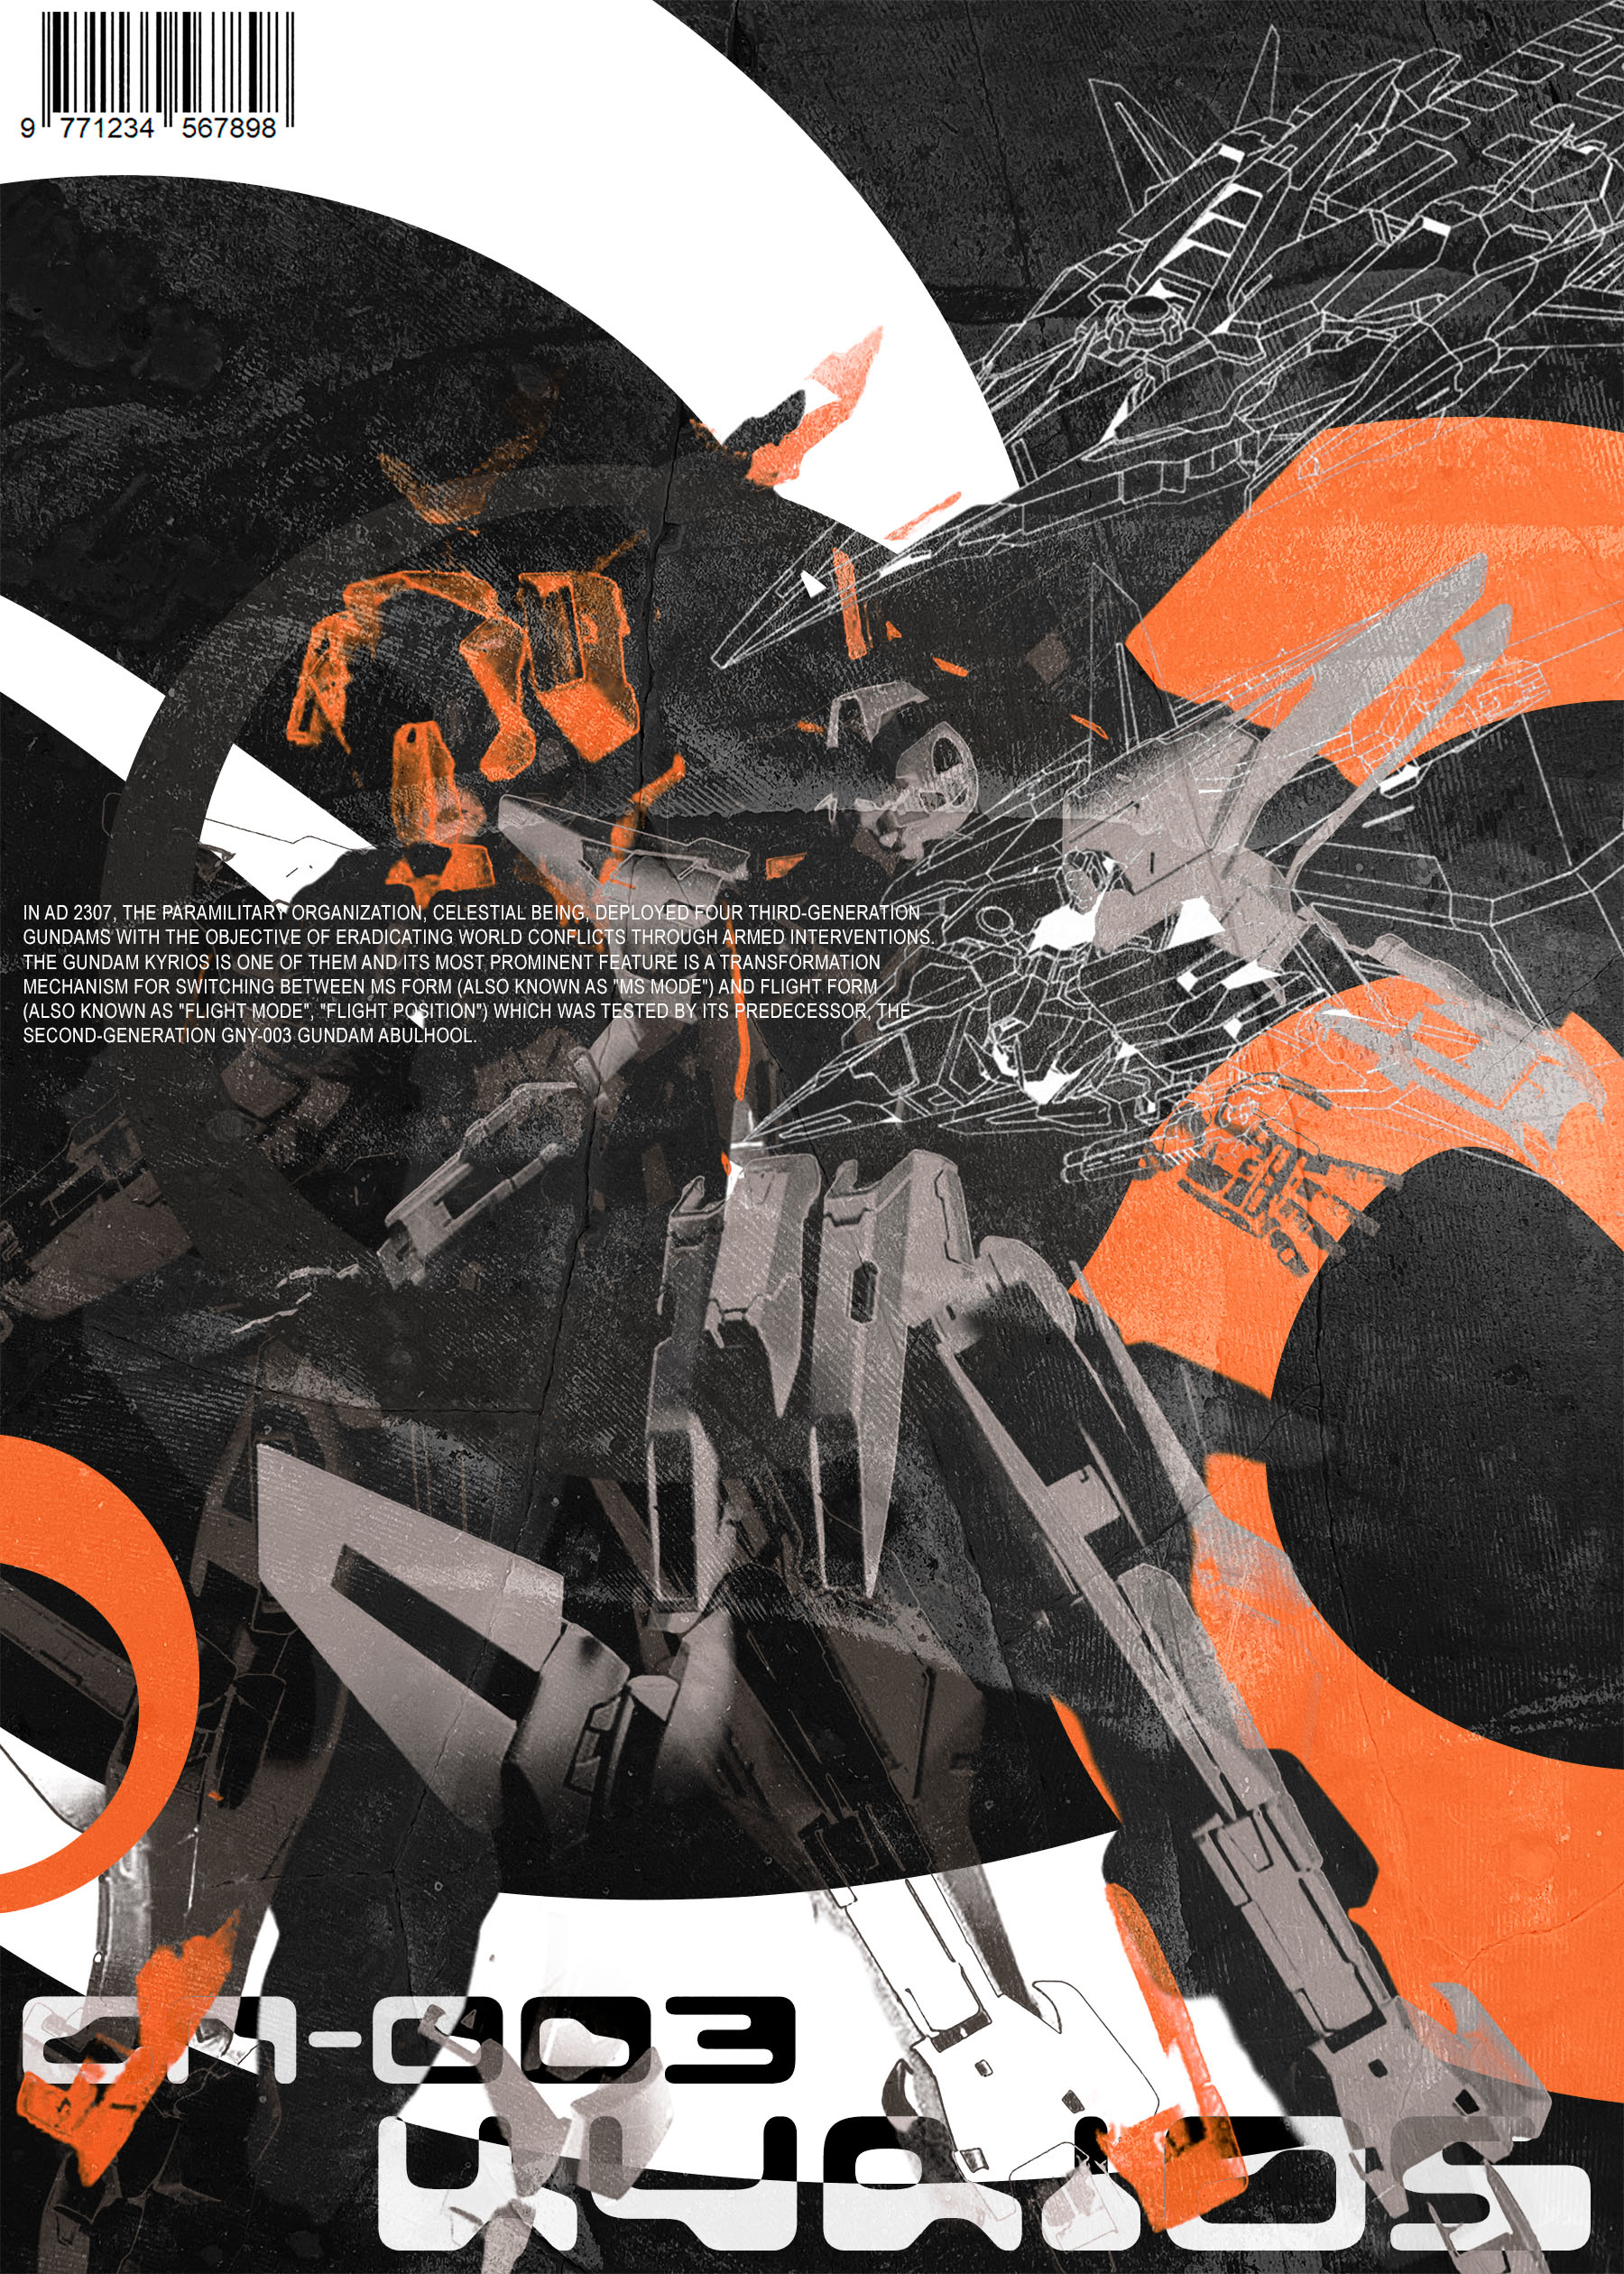 9 771234 567898
IN AD 2307, THE PARAMILITARY ORGANIZATION, CELESTIAL BEING, DEPLOYED FOUR THIRD-GENERATION
GUNDAMS WITH THE OBJECTIVE OF ERADICATING WORLD CONFLICTS THROUGH ARMED INTERVENTIONS.
THE GUNDAM KYRIOS IS ONE OF THEM AND ITS MOST PROMINENT FEATURE IS A TRANSFORMATION
MECHANISM FOR SWITCHING BETWEEN MS FORM (ALSO KNOWN AS "MS MODE") AND FLIGHT FORM
(ALSO KNOWN AS "FLIGHT MODE", "FLIGHT POSITION") WHICH WAS TESTED BY ITS PREDECESSOR, THE
SECOND-GENERATION GNY-003 GUNDAM ABULHOOL.
GN-003
KYRIOS